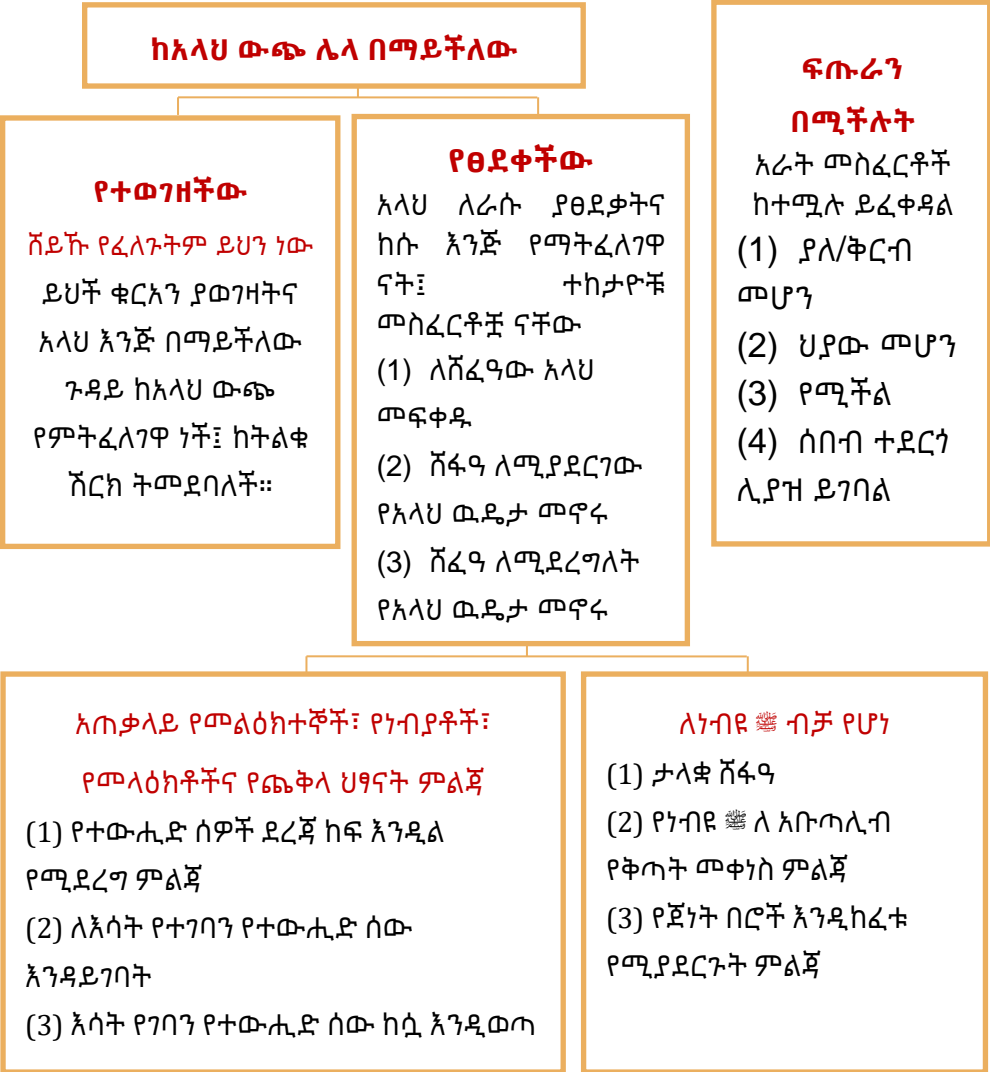 ከአላህ ውጭ ሌላ በማይችለው
የተወገዘችው
ሸይኹ የፈለጉትም ይህን ነው
ይህች ቁርአን ያወገዛትና
አላህ እንጅ በማይችለው
ጉዳይ ከአላህ ውጭ
የምትፈለገዋ ነች፤ ከትልቁ
ሽርክ ትመደባለች።
የፀደቀችው
አላህ ለራሱ ያፀደቃትና
ከሱ እንጅ የማትፈለገዋ
ናት፤ ተከታዮቹ
መስፈርቶቿ ናቸው
(1) ለሸፈዓው አላህ
መፍቀዱ
(2) ሸፋዓ ለሚያደርገው
የአላህ ዉዴታ መኖሩ
(3) ሸፈዓ ለሚደረግለት
የአላህ ዉዴታ መኖሩ
ፍጡራን
በሚችሉት
አራት መስፈርቶች
ከተሟሉ ይፈቀዳል
(1) ያለ/ቅርብ
መሆን
(2) ህያው መሆን
(3) የሚችል
(4) ሰበብ ተደርጎ
ሊያዝ ይገባል
አጠቃላይ የመልዕክተኞች፣ የነብያቶች፣
የመላዕክቶችና የጨቅላ ህፃናት ምልጃ
(1) የተውሒድ ሰዎች ደረጃ ከፍ እንዲል
የሚደረግ ምልጃ
(2) ለእሳት የተገባን የተውሒድ ሰው
እንዳይገባት
(3) እሳት የገባን የተውሒድ ሰው ከሷ እንዲወጣ
ለነብዩ ﷺ ብቻ የሆነ
(1) ታላቋ ሸፋዓ
(2) የነብዩ ﷺ ለ አቡጣሊብ
የቅጣት መቀነስ ምልጃ
(3) የጀነት በሮች እንዲከፈቱ
የሚያደርጉት ምልጃ